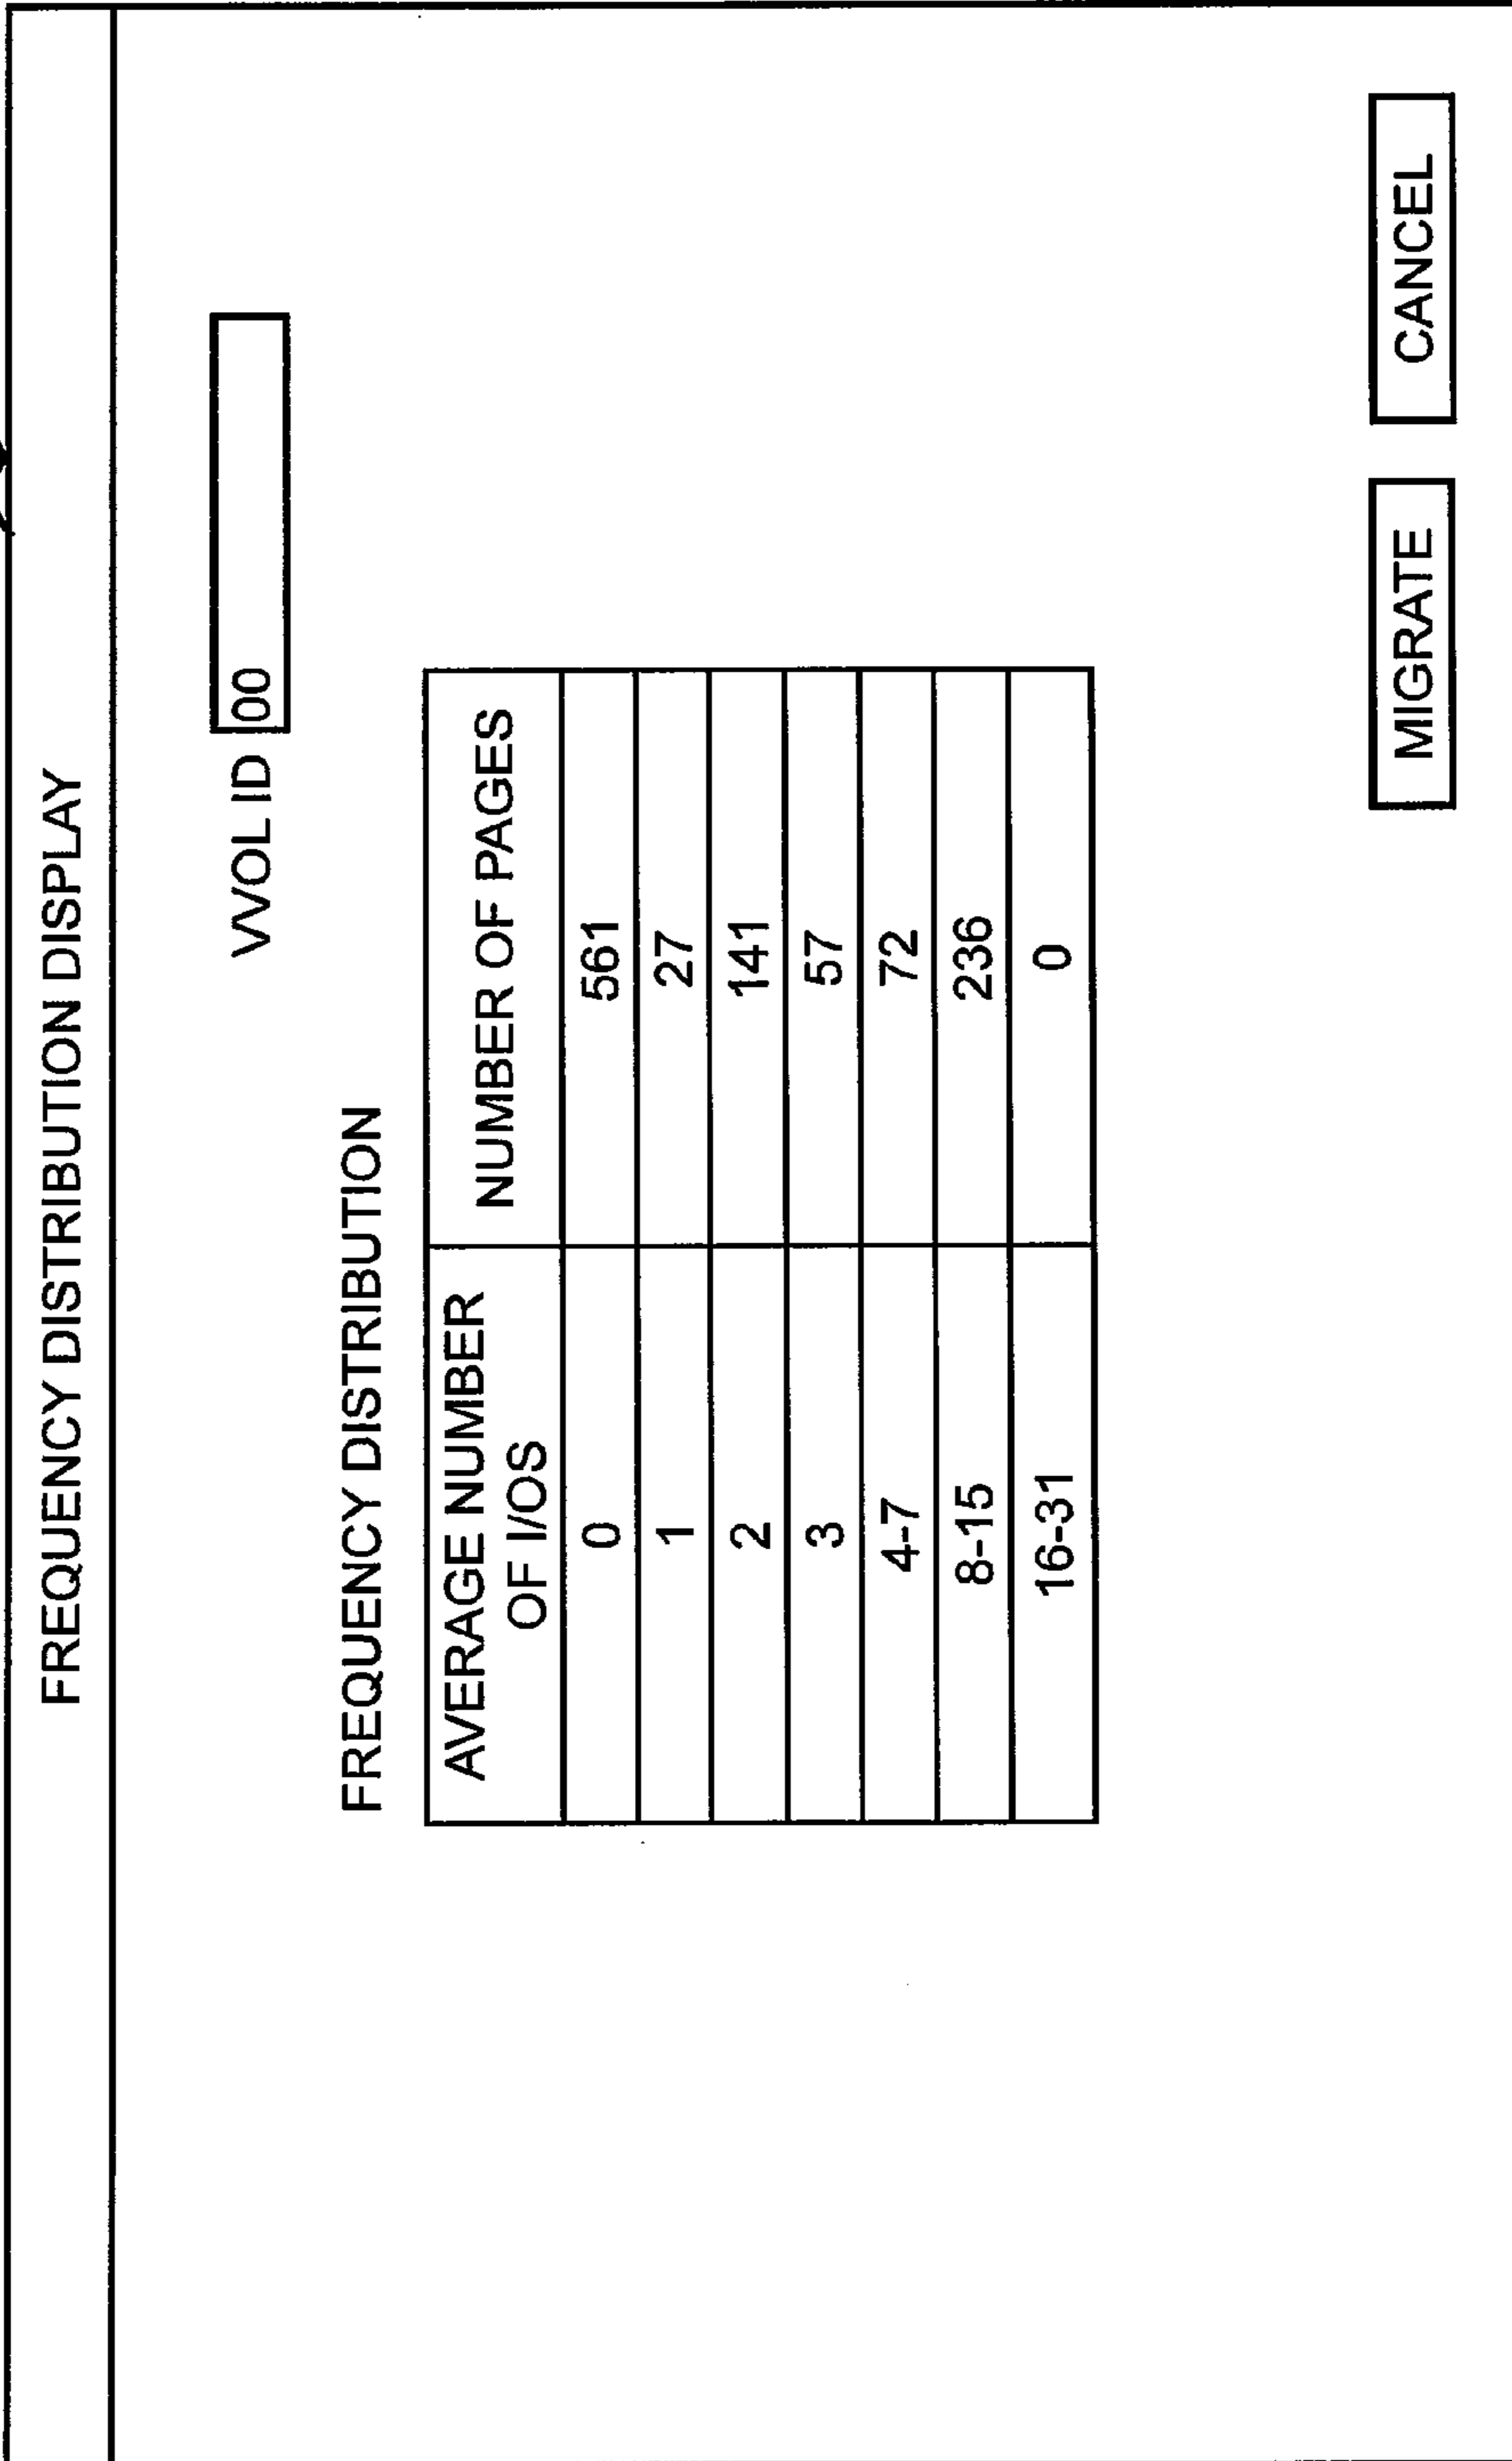 FREQUENCY DISTRIBUTION DISPLAY
VVOL ID 00
FREQUENCY DISTRIBUTION
AVERAGE NUMBER
OF I/OS
NUMBER OF PAGES
0 561
1 27
2 141
3 57
4-7 72
8-15 236
16-31 0
MIGRATE CANCEL